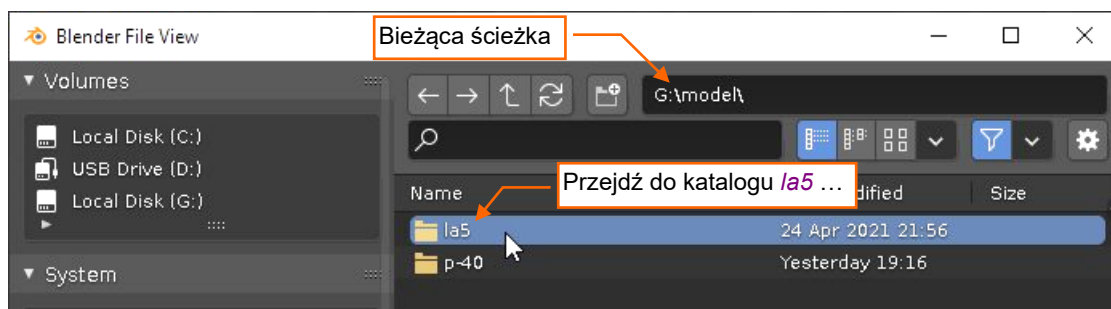 Blender File View
Bieżąca ścieżka
Volumes
G:\model\
Local Disk (C:)
USB Drive (D:)
Local Disk (G:)
Name
Przejdź do katalogu la5 …
dified
Size
la5
24 Apr 2021 21:56
p-40
Yesterday 19:16
System